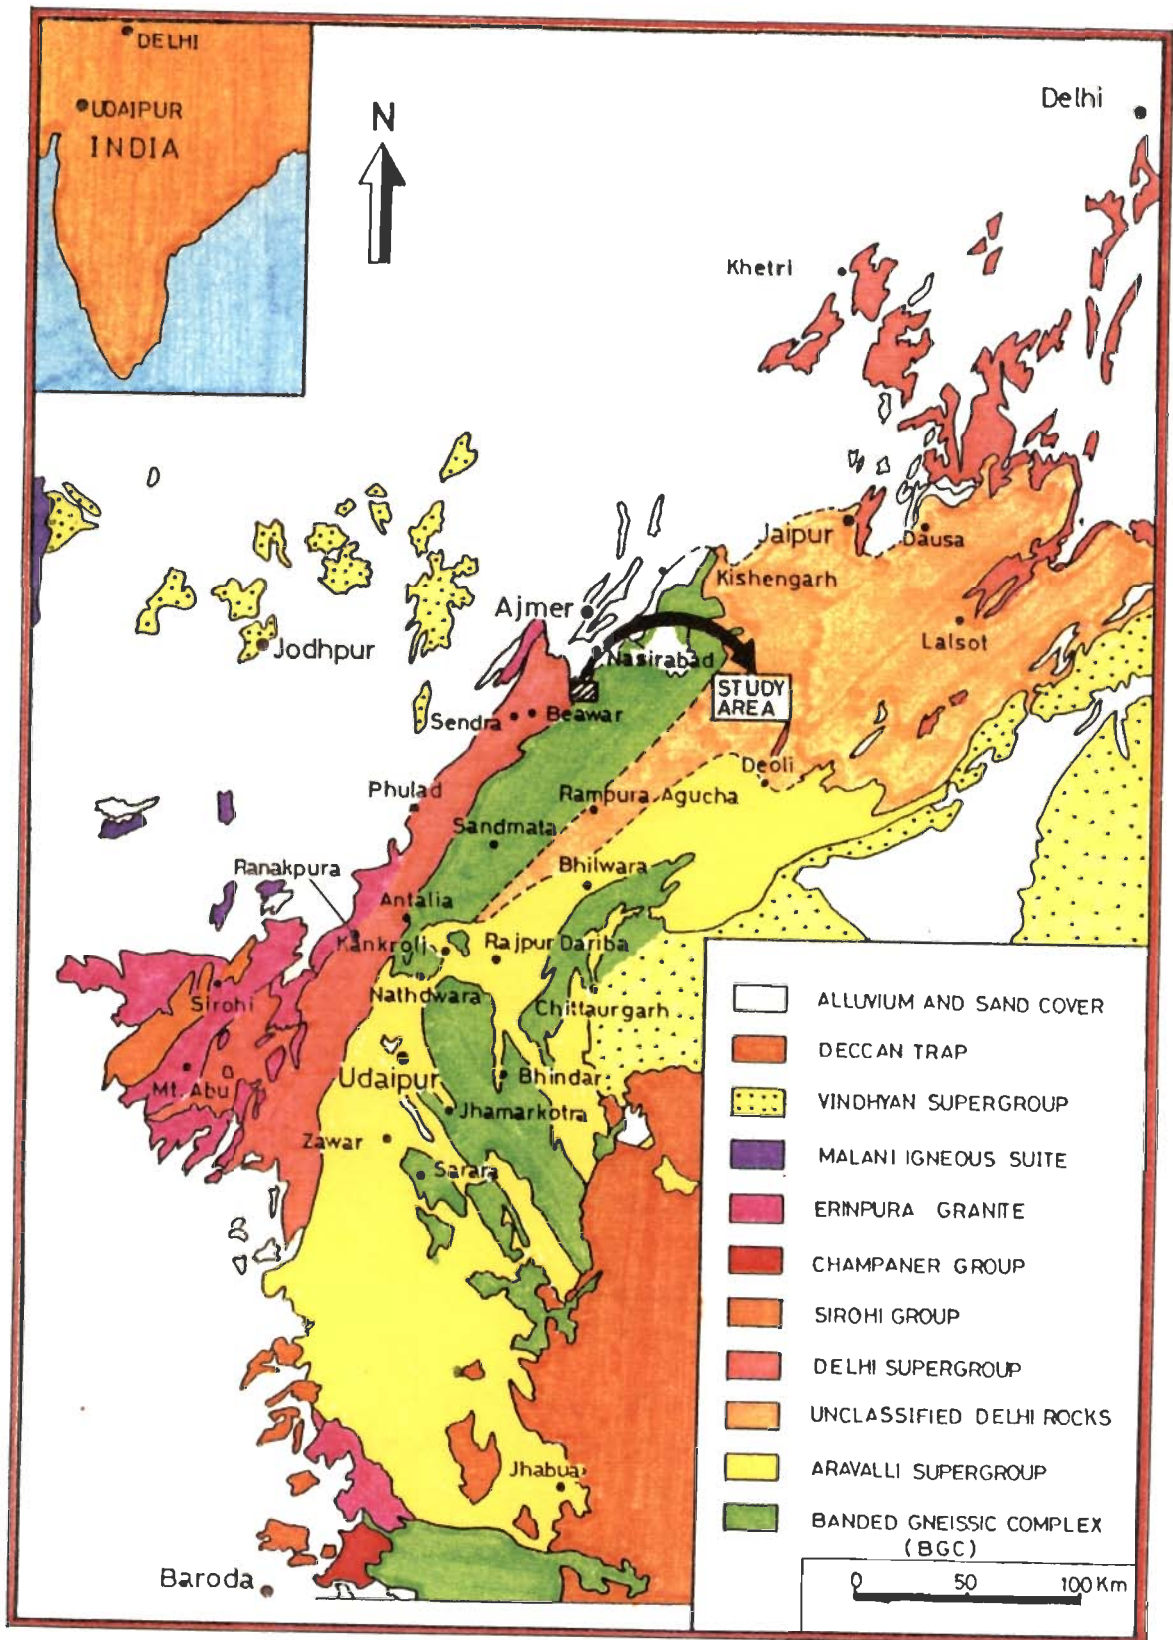 DELHI
UDAIPUR
INDIA
N
Delhi
Khetri
Jaipur
Dausa
Kishengarh
Ajmer
Lalsot
Jodhpur
Nasirabad
STUDY
AREA
Sendra
Beawar
Deoli
Phulad
Rampura-Agucha
Sandmata
Ranakpura
Bhilwara
Antalia
Kankroli
Rajpur Dariba
Sirohi
Nathdwara
Chittaurgarh
Mt. Abu
Udaipur
Bhindar
Jhamarkotra
Zawar
Sarara
Jhabua
Baroda
ALLUVIUM AND SAND COVER
DECCAN TRAP
VINDHYAN SUPERGROUP
MALANI IGNEOUS SUITE
ERINPURA GRANITE
CHAMPANER GROUP
SIROHI GROUP
DELHI SUPERGROUP
UNCLASSIFIED DELHI ROCKS
ARAVALLI SUPERGROUP
BANDED GNEISSIC COMPLEX
(BGC)
0 50 100 Km